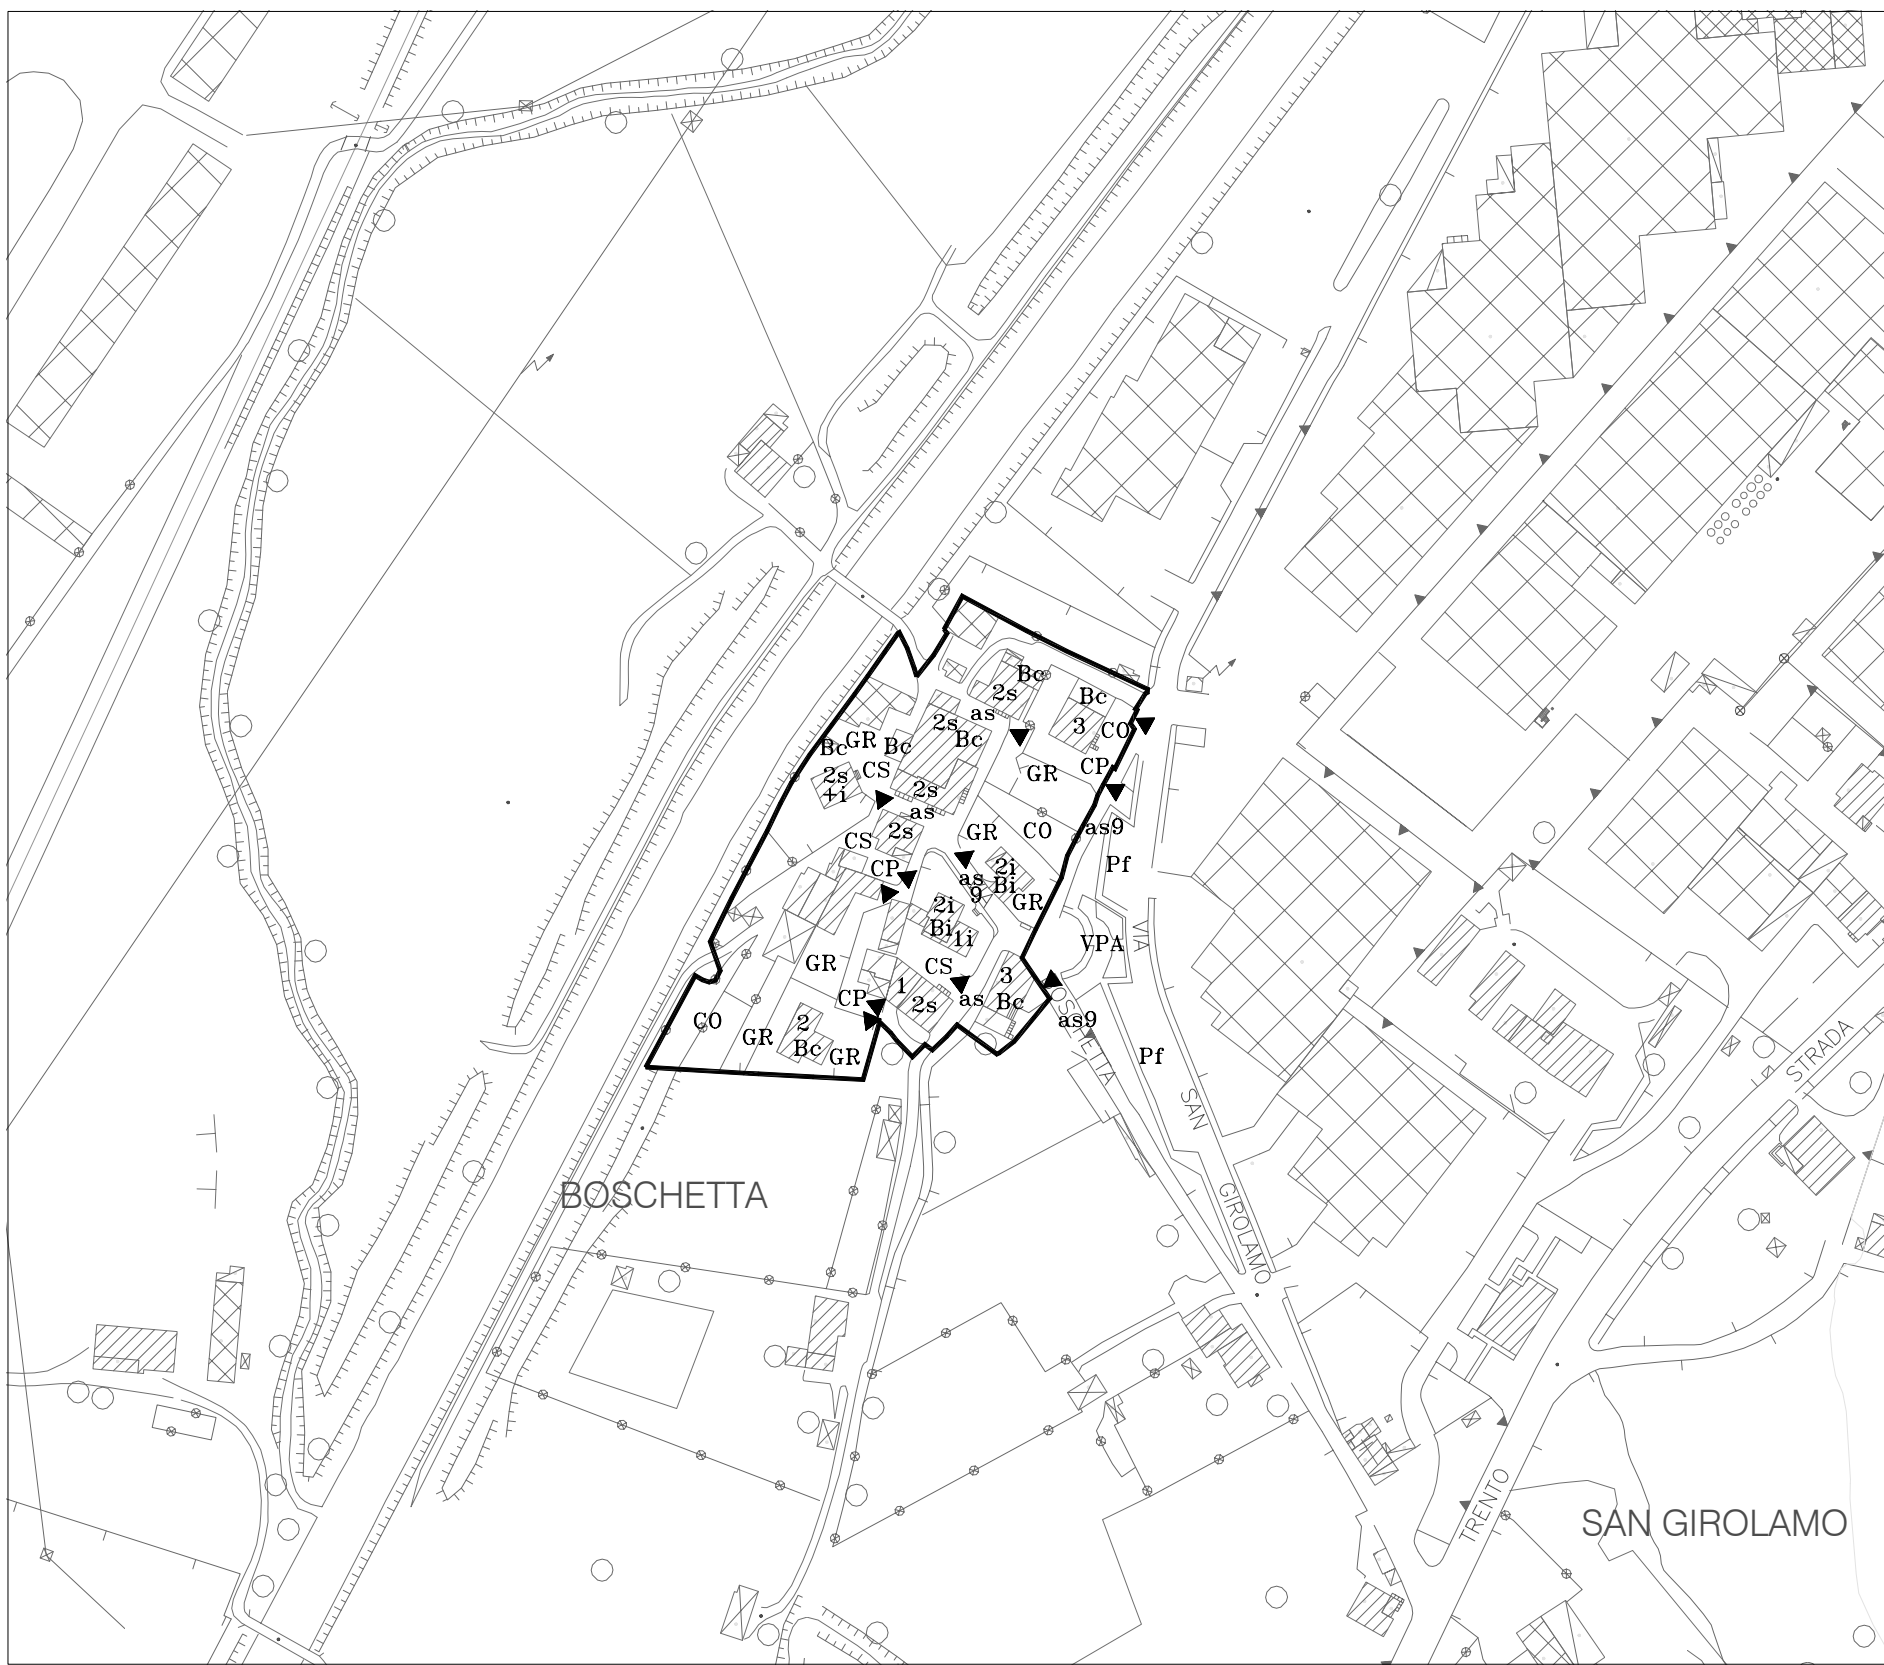 Bc
2s
Bc
as
3
CO
2s
Bc
GR
Bc
Bc
CP
GR
CS
2s
+i
2s
as
as9
2s
GR
CO
CS
Pf
2i
CP
as
9
Bi
GR
2i
Bi
1i
VPA
VIA
GR
CS
3
1
CP
2s
as
Bc
OSCHETTA
as9
CO
2
GR
Bc
GR
Pf
STRADA
SAN
BOSCHETTA
GIROLAMO
TRENTO
SAN GIROLAMO